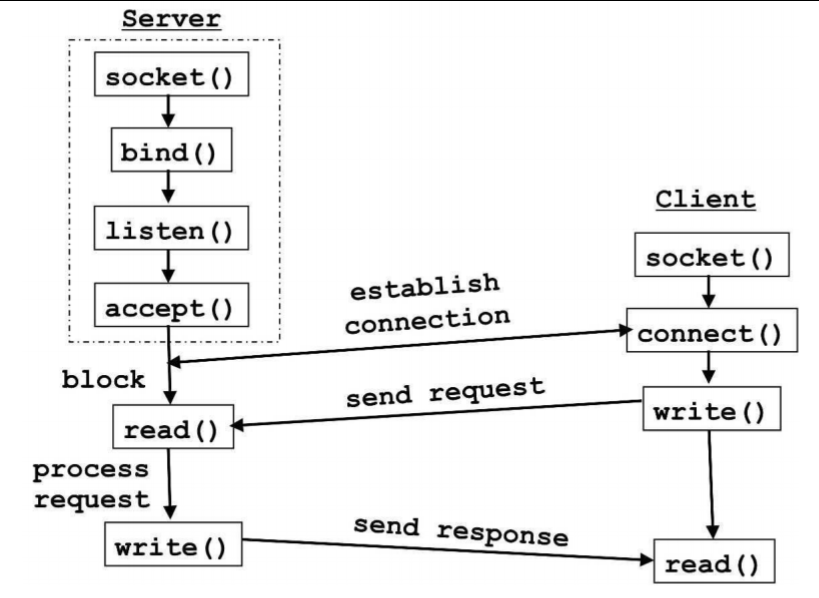 Server
socket()
bind()
listen()
accept()
block
read()
process
request
write()
establish
connection
send request
send response
Client
socket()
connect()
write()
read()